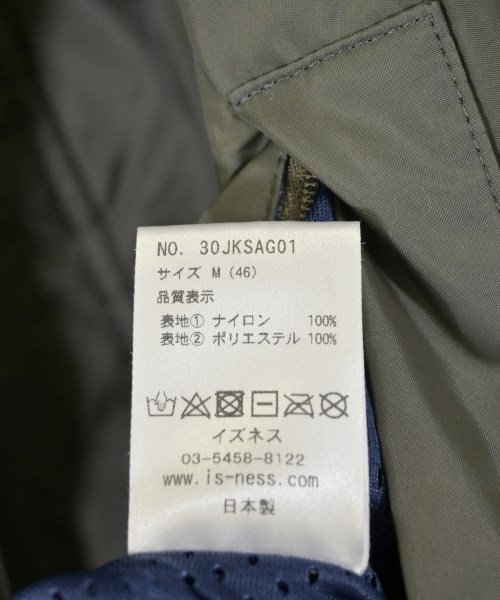 NO. 30JKSAG01
サイズ M (46)
品質表示
表地① ナイロン 100%
表地② ポリエステル 100%
イズネス
03-5458-8122
www.is-ness.com
日本製